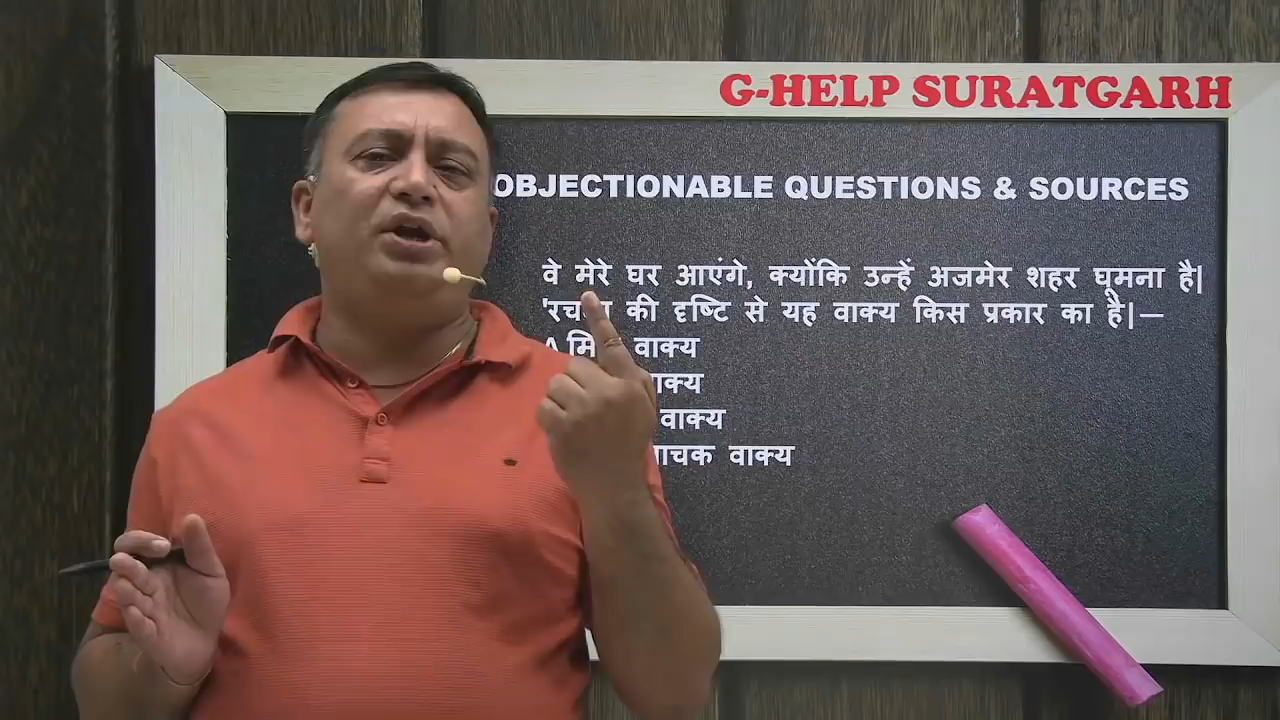 G-HELP SURATGARH
OBJECTIONABLE QUESTIONS & SOURCES
वे मेरे घर आएंगे, क्योंकि उन्हें अजमेर शहर घूमना है|
की दृष्टि से यह वाक्य किस प्रकार का है|—
वाक्य
वाक्य
वाक्य